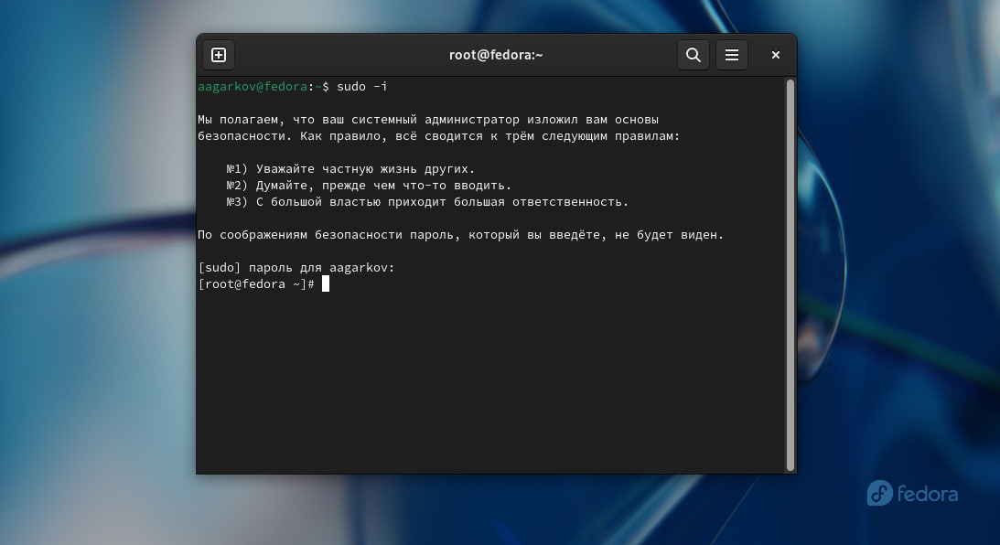 root@fedora:~
aagarkov@fedora:~$ sudo -i
Мы полагаем, что ваш системный администратор изложил вам основы
безопасности. Как правило, всё сводится к трём следующим правилам:
№1) Уважайте частную жизнь других.
№2) Думайте, прежде чем что-то вводить.
№3) С большой властью приходит большая ответственность.
По соображениям безопасности пароль, который вы введёте, не будет виден.
[sudo] пароль для aagarkov:
[root@fedora ~]#
fedora